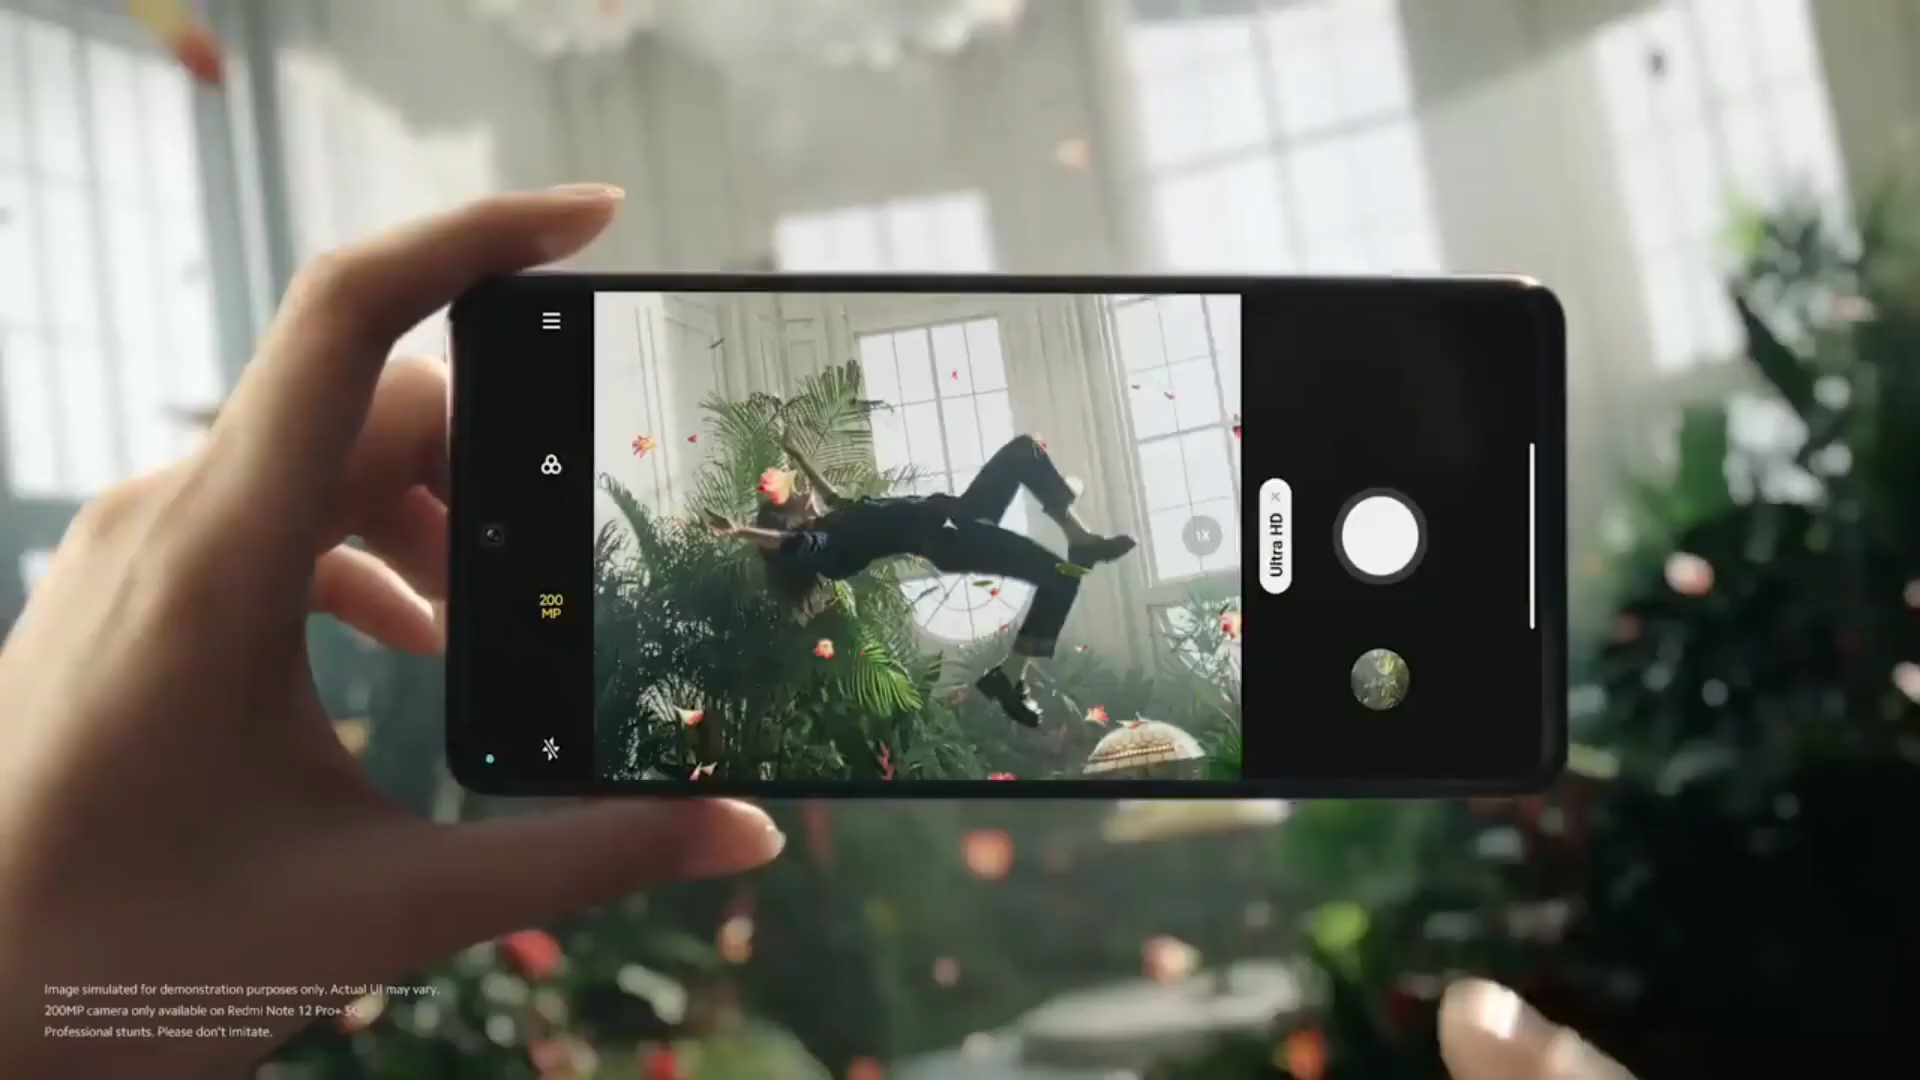 200
MP
1X
Ultra HD ×
Image simulated for demonstration purposes only. Actual UI may vary.
200MP camera only available on Redmi Note 12 Pro+ 5G.
Professional stunts. Please don't imitate.